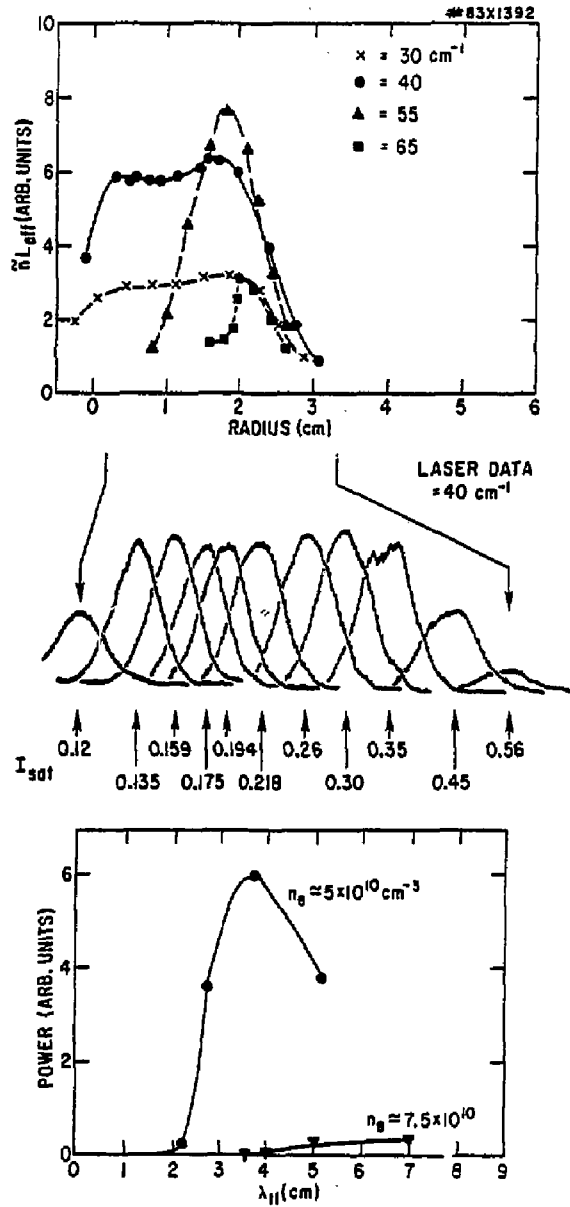 #83X1392
10
8
6
4
2
0
ñL_eff (ARB. UNITS)
× = 30 cm⁻¹
● = 40
▲ = 55
■ = 65
0 1 2 3 4 5 6
RADIUS (cm)
LASER DATA
= 40 cm⁻¹
0.12 0.159 0.194 0.26 0.35 0.56
I_sat
0.135 0.175 0.218 0.30 0.45
6
4
2
0
POWER (ARB. UNITS)
n_e ≃ 5×10¹⁰ cm⁻³
n_e ≃ 7.5×10¹⁰
0 1 2 3 4 5 6 7 8 9
λ_II (cm)